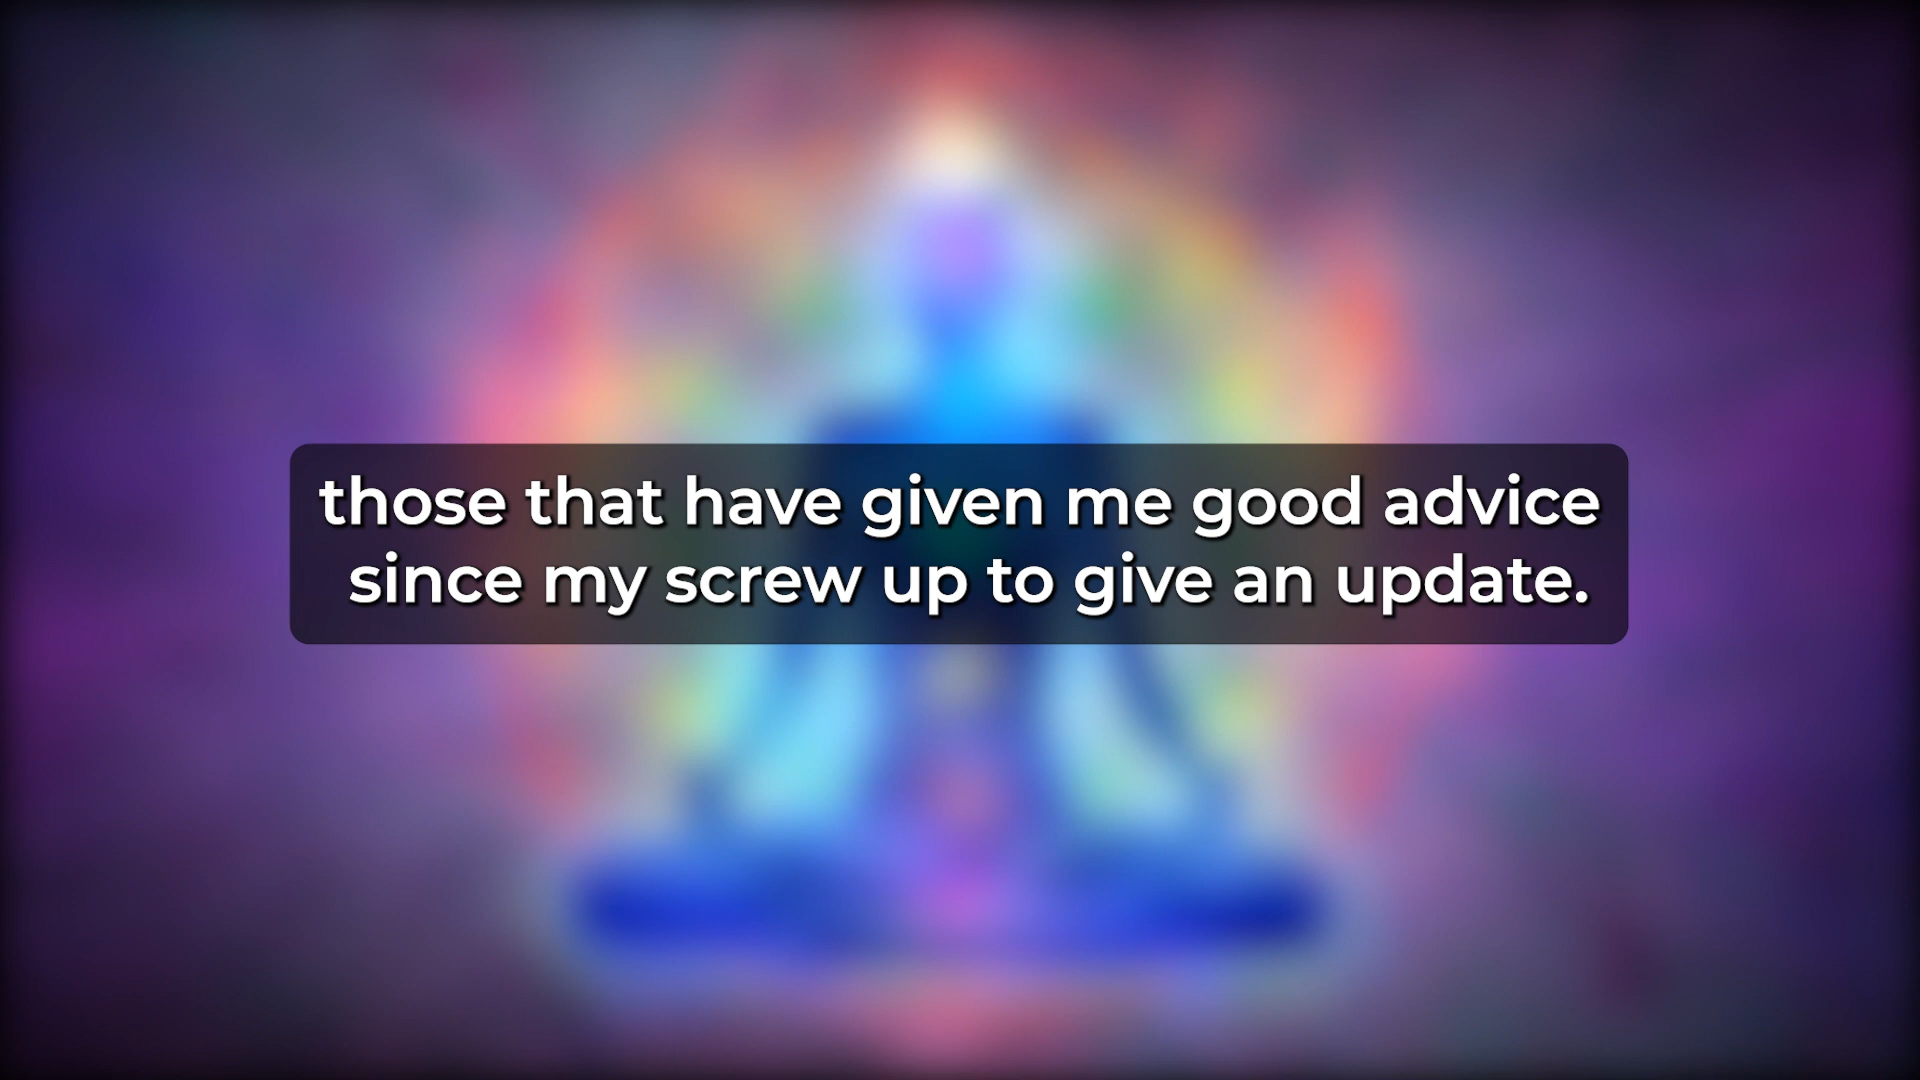 those that have given me good advice
since my screw up to give an update.